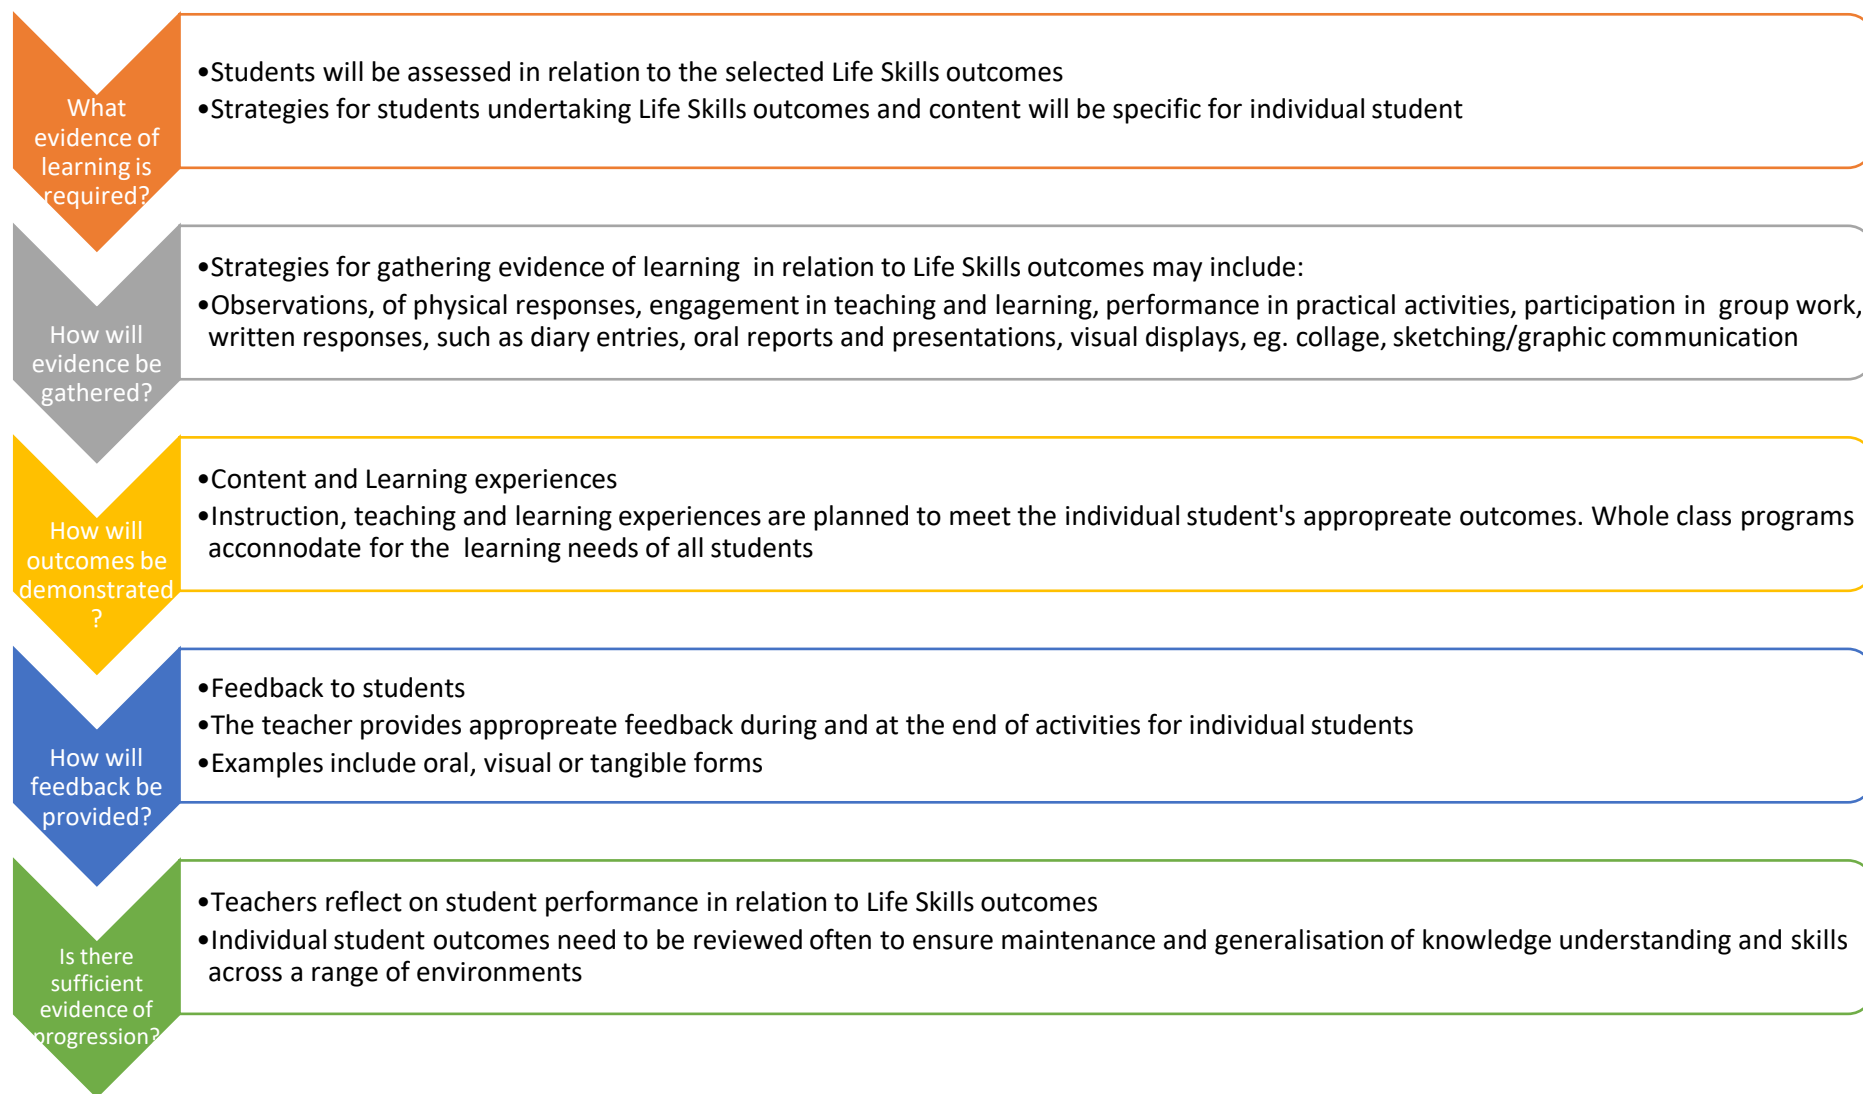 What
evidence of
learning is
required?
•Students will be assessed in relation to the selected Life Skills outcomes
•Strategies for students undertaking Life Skills outcomes and content will be specific for individual student
How will
evidence be
gathered?
•Strategies for gathering evidence of learning  in relation to Life Skills outcomes may include:
•Observations, of physical responses, engagement in teaching and learning, performance in practical activities, participation in  group work,
written responses, such as diary entries, oral reports and presentations, visual displays, eg. collage, sketching/graphic communication
How will
outcomes be
demonstrated
?
•Content and Learning experiences
•Instruction, teaching and learning experiences are planned to meet the individual student's appropreate outcomes. Whole class programs
acconnodate for the  learning needs of all students
How will
feedback be
provided?
•Feedback to students
•The teacher provides appropreate feedback during and at the end of activities for individual students
•Examples include oral, visual or tangible forms
Is there
sufficient
evidence of
progression?
•Teachers reflect on student performance in relation to Life Skills outcomes
•Individual student outcomes need to be reviewed often to ensure maintenance and generalisation of knowledge understanding and skills
across a range of environments